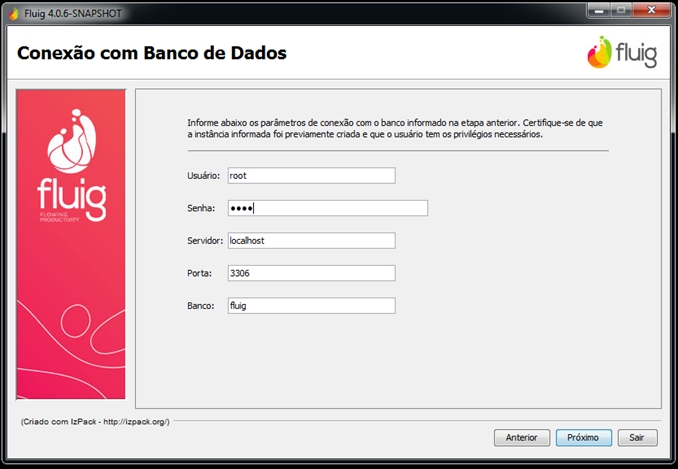 Fluig 4.0.6-SNAPSHOT
Conexão com Banco de Dados
fluig
fluig
FLOWING
PRODUCTIVITY
Informe abaixo os parâmetros de conexão com o banco informado na etapa anterior. Certifique-se de que
a instância informada foi previamente criada e que o usuário tem os privilégios necessários.
Usuário: root
Senha: ●●●●
Servidor: localhost
Porta: 3306
Banco: fluig
(Criado com IzPack - http://izpack.org/)
Anterior Próximo Sair